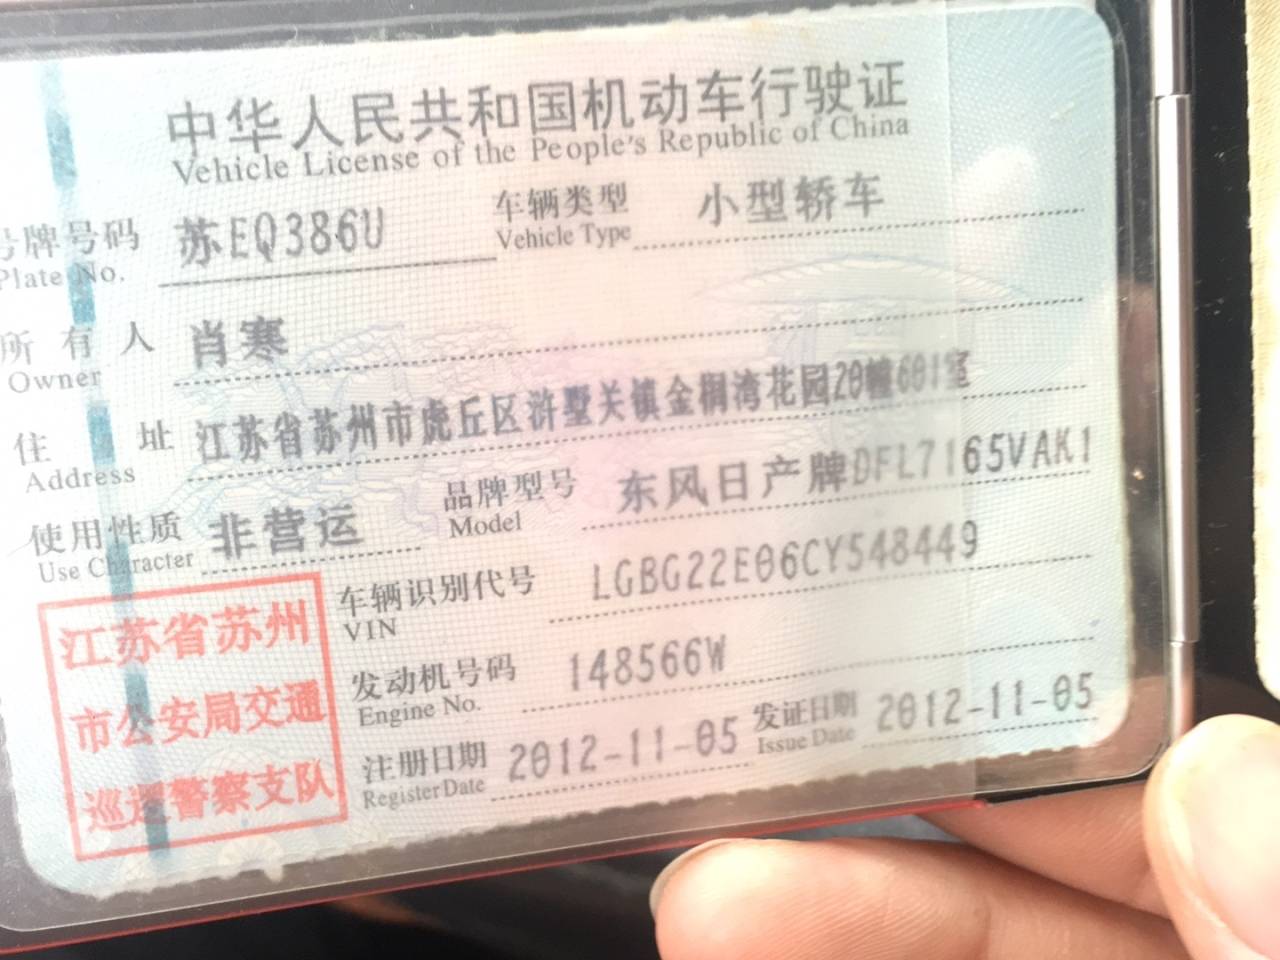 中华人民共和国机动车行驶证
Vehicle License of the People's Republic of China
号牌号码 苏EQ386U 车辆类型 小型轿车
Plate No. Vehicle Type
所有人 肖寒
Owner
住址 江苏省苏州市虎丘区浒墅关镇金榈湾花园20幢601室
Address
使用性质 非营运 品牌型号 东风日产牌DFL7165VAK1
Use Character Model
车辆识别代号 LGBG22E06CY548449
VIN
发动机号码 148566W
Engine No.
注册日期 2012-11-05 发证日期 2012-11-05
Register Date Issue Date
江苏省苏州
市公安局交通
巡逻警察支队